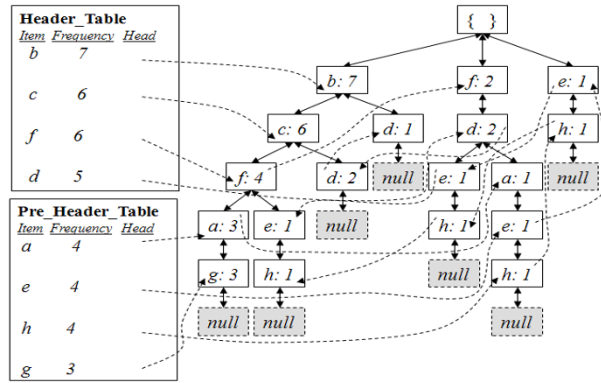 Header_Table
Item Frequency Head
b 7
c 6
f 6
d 5
Pre_Header_Table
Item Frequency Head
a 4
e 4
h 4
g 3
{ }
b: 7 f: 2 e: 1
c: 6 d: 1 d: 2 h: 1
f: 4 d: 2 null e: 1 a: 1 null
a: 3 e: 1 null h: 1 e: 1
g: 3 h: 1 null h: 1
null null null